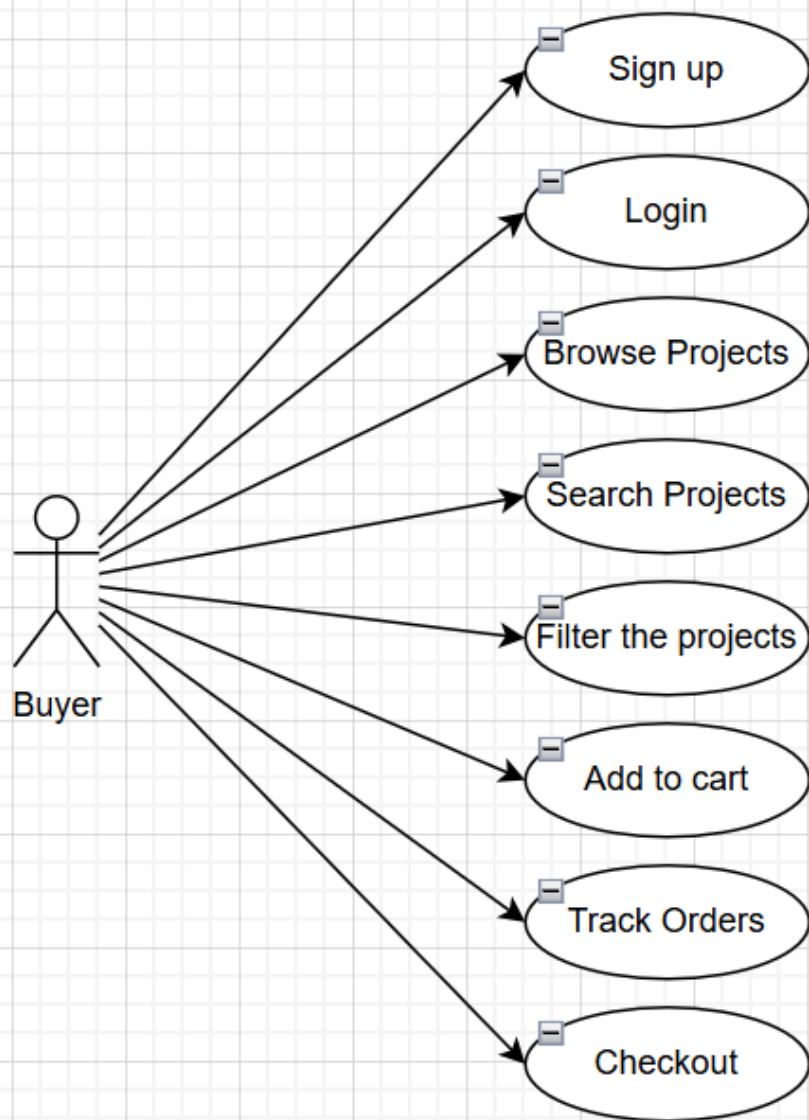 Sign up
Login
Browse Projects
Search Projects
Filter the projects
Buyer
Add to cart
Track Orders
Checkout